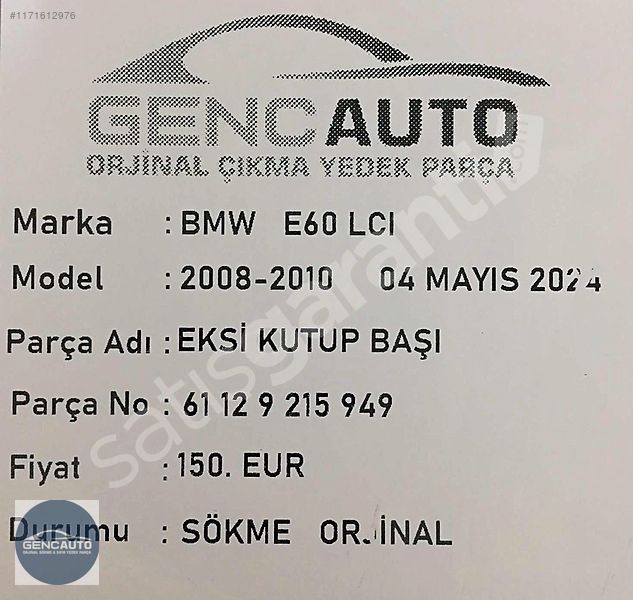 #1171612976
GENCAUTO
ORJİNAL ÇIKMA YEDEK PARÇA
Marka : BMW E60 LCI
Model : 2008-2010 04 MAYIS 2024
Parça Adı : EKSİ KUTUP BAŞI
Parça No : 61 12 9 215 949
Fiyat : 150. EUR
Durumu : SÖKME ORJİNAL
satışgaranti.com
GENCAUTO